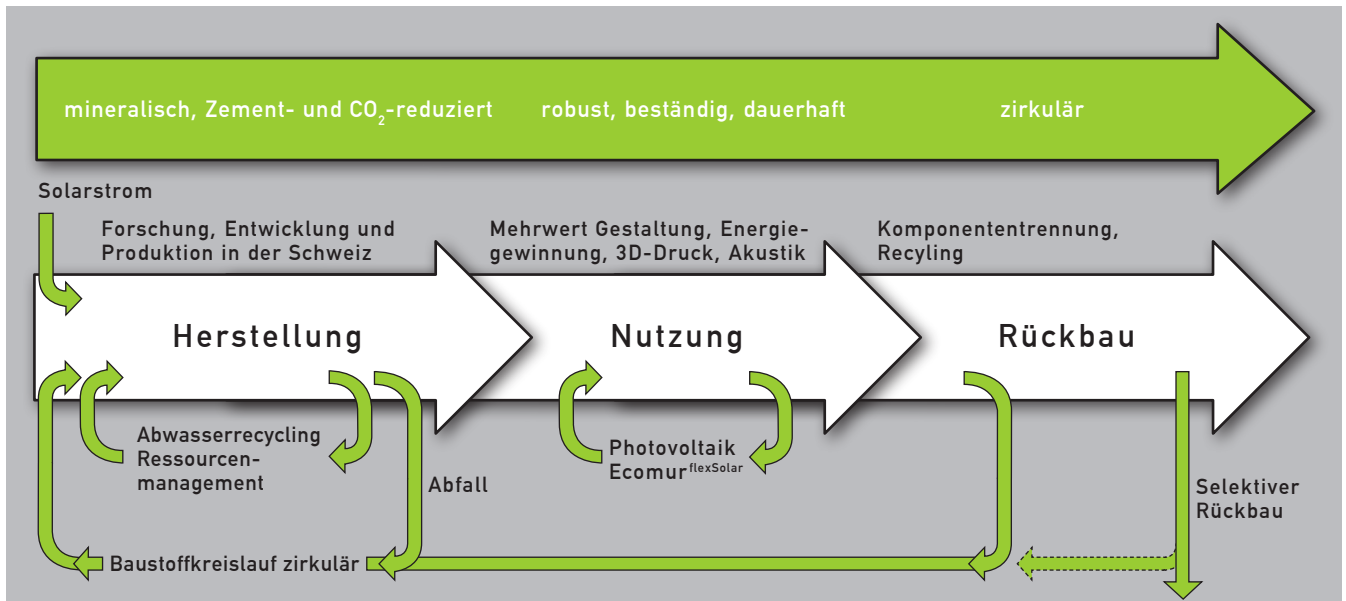 mineralisch, Zement- und CO₂-reduziert robust, beständig, dauerhaft zirkulär
Solarstrom
Forschung, Entwicklung und
Produktion in der Schweiz
Mehrwert Gestaltung, Energie-
gewinnung, 3D-Druck, Akustik
Komponententrennung,
Recyling
Herstellung
Nutzung
Rückbau
Abwasserrecycling
Ressourcen-
management
Abfall
Photovoltaik
Ecomur flexSolar
Selektiver
Rückbau
Baustoffkreislauf zirkulär